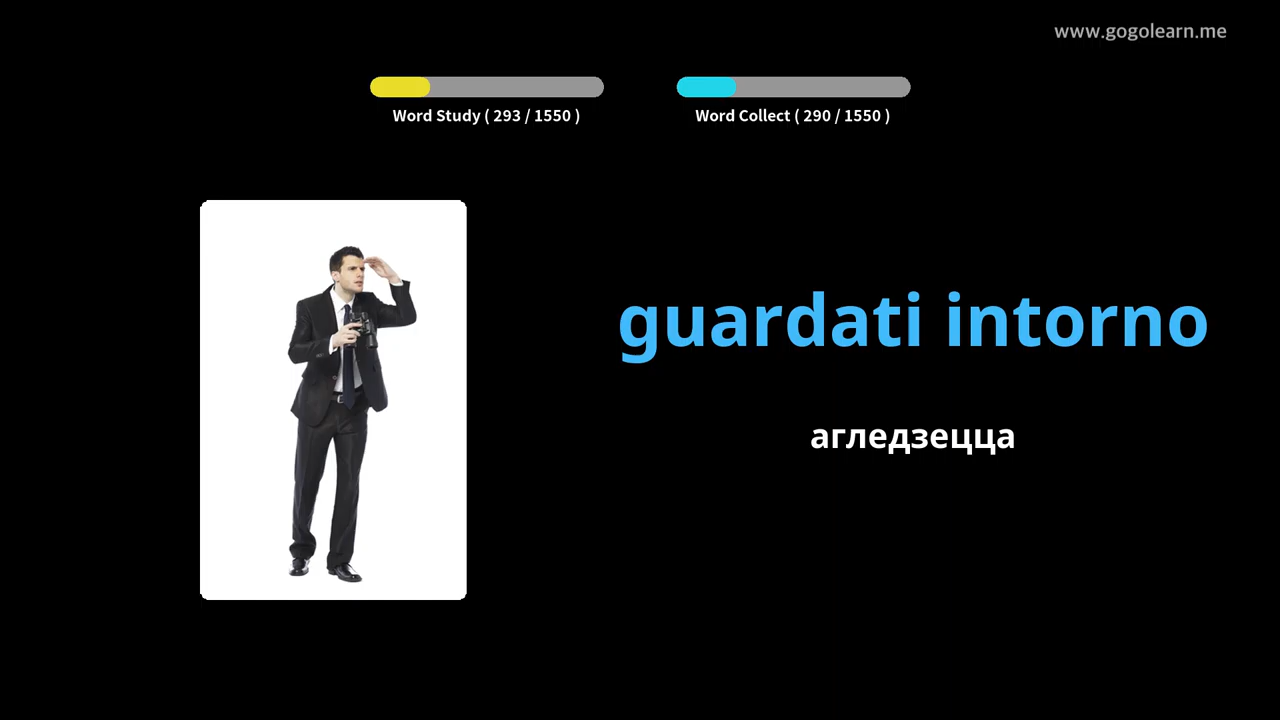 www.gogolearn.me
Word Study ( 293 / 1550 )
Word Collect ( 290 / 1550 )
guardati intorno
агледзецца